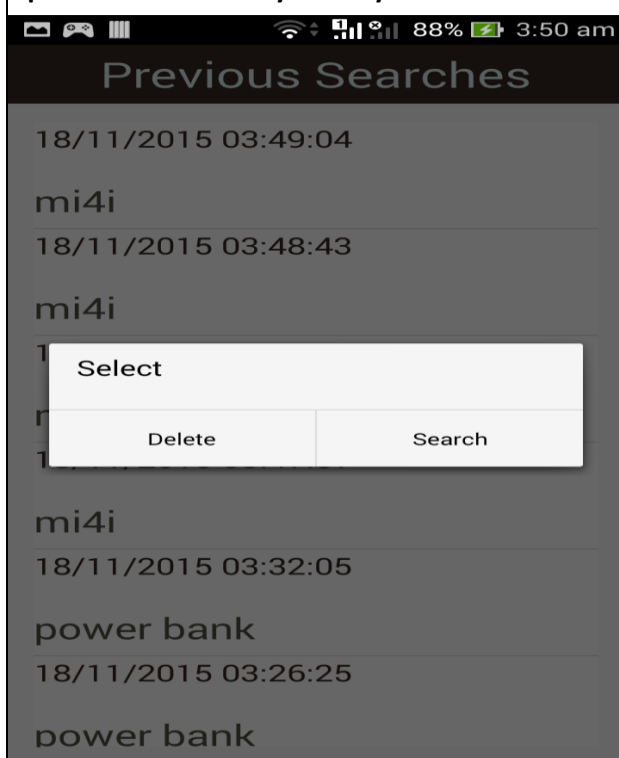 88% 3:50 am
Previous Searches
18/11/2015 03:49:04
mi4i
18/11/2015 03:48:43
mi4i
Select
Delete Search
mi4i
18/11/2015 03:32:05
power bank
18/11/2015 03:26:25
power bank